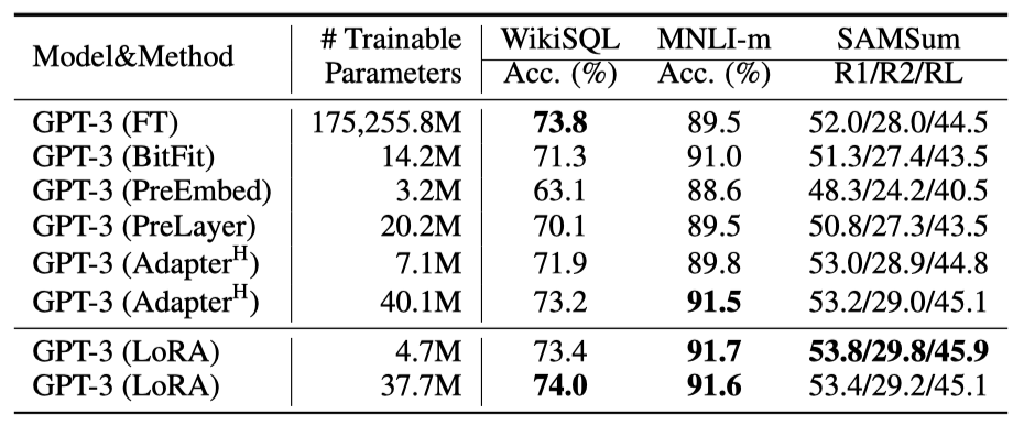 Model&Method # Trainable Parameters WikiSQL MNLI-m SAMSum
Acc. (%) Acc. (%) R1/R2/RL
GPT-3 (FT) 175,255.8M 73.8 89.5 52.0/28.0/44.5
GPT-3 (BitFit) 14.2M 71.3 91.0 51.3/27.4/43.5
GPT-3 (PreEmbed) 3.2M 63.1 88.6 48.3/24.2/40.5
GPT-3 (PreLayer) 20.2M 70.1 89.5 50.8/27.3/43.5
GPT-3 (Adapterᴴ) 7.1M 71.9 89.8 53.0/28.9/44.8
GPT-3 (Adapterᴴ) 40.1M 73.2 91.5 53.2/29.0/45.1
GPT-3 (LoRA) 4.7M 73.4 91.7 53.8/29.8/45.9
GPT-3 (LoRA) 37.7M 74.0 91.6 53.4/29.2/45.1